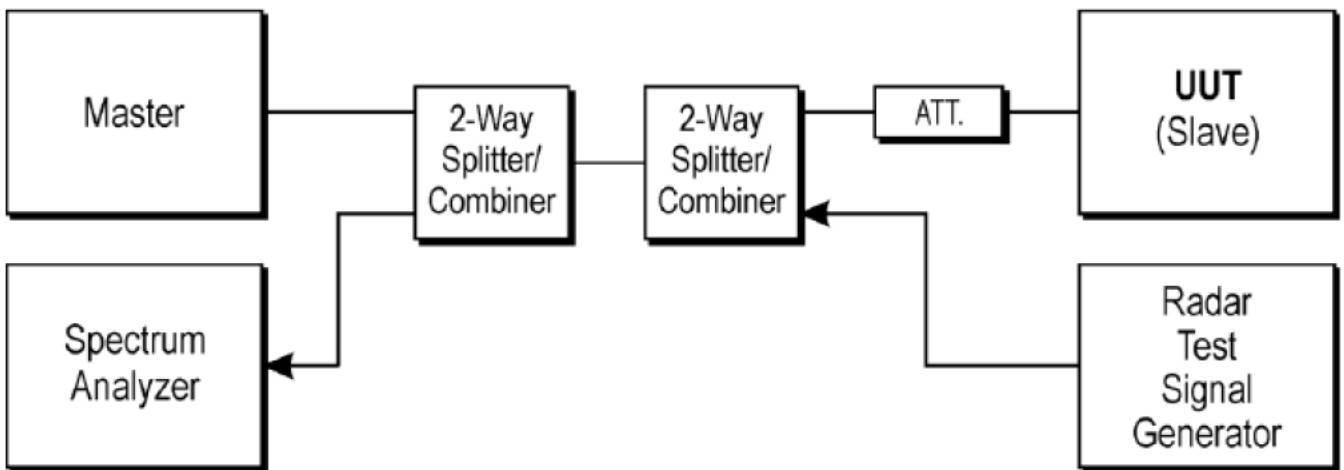 Master
2-Way
Splitter/
Combiner
2-Way
Splitter/
Combiner
ATT.
UUT
(Slave)
Spectrum
Analyzer
Radar
Test
Signal
Generator